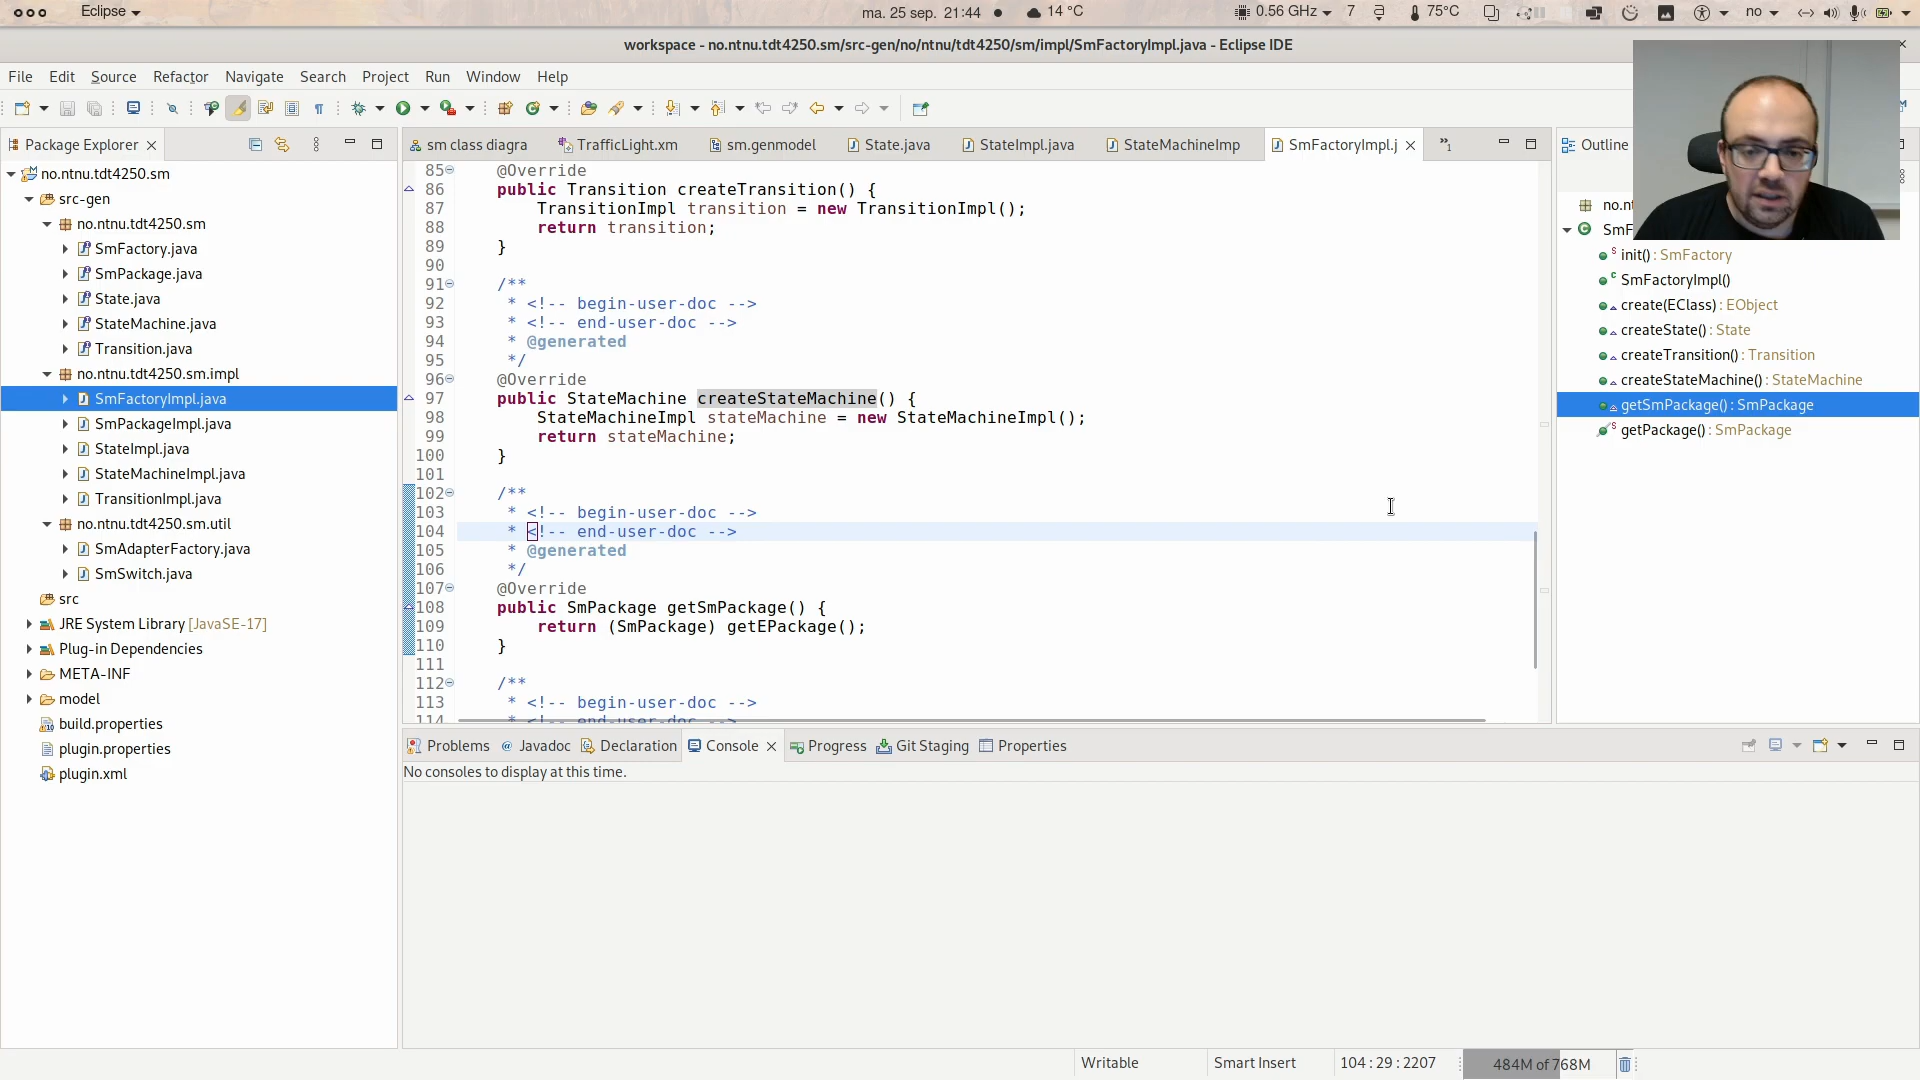 Eclipse
ma. 25 sep. 21:44
14 °C
0.56 GHz
7
75°C
no
workspace - no.ntnu.tdt4250.sm/src-gen/no/ntnu/tdt4250/sm/impl/SmFactoryImpl.java - Eclipse IDE
File Edit Source Refactor Navigate Search Project Run Window Help
Package Explorer
no.ntnu.tdt4250.sm
src-gen
no.ntnu.tdt4250.sm
SmFactory.java
SmPackage.java
State.java
StateMachine.java
Transition.java
no.ntnu.tdt4250.sm.impl
SmFactoryImpl.java
SmPackageImpl.java
StateImpl.java
StateMachineImpl.java
TransitionImpl.java
no.ntnu.tdt4250.sm.util
SmAdapterFactory.java
SmSwitch.java
src
JRE System Library [JavaSE-17]
Plug-in Dependencies
META-INF
model
build.properties
plugin.properties
plugin.xml
sm class diagra
TrafficLight.xm
sm.genmodel
State.java
StateImpl.java
StateMachineImp
SmFactoryImpl.j
»1
85 @Override
86 public Transition createTransition() {
87 TransitionImpl transition = new TransitionImpl();
88 return transition;
89 }
90
91 /**
92 * <!-- begin-user-doc -->
93 * <!-- end-user-doc -->
94 * @generated
95 */
96 @Override
97 public StateMachine createStateMachine() {
98 StateMachineImpl stateMachine = new StateMachineImpl();
99 return stateMachine;
100 }
101
102 /**
103 * <!-- begin-user-doc -->
104 * <!-- end-user-doc -->
105 * @generated
106 */
107 @Override
108 public SmPackage getSmPackage() {
109 return (SmPackage) getEPackage();
110 }
111
112 /**
113 * <!-- begin-user-doc -->
114 * <!-- end-user-doc -->
Outline
no.nt
SmF
init() : SmFactory
SmFactoryImpl()
create(EClass) : EObject
createState() : State
createTransition() : Transition
createStateMachine() : StateMachine
getSmPackage() : SmPackage
getPackage() : SmPackage
Problems
Javadoc
Declaration
Console
Progress
Git Staging
Properties
No consoles to display at this time.
Writable
Smart Insert
104 : 29 : 2207
484M of 768M